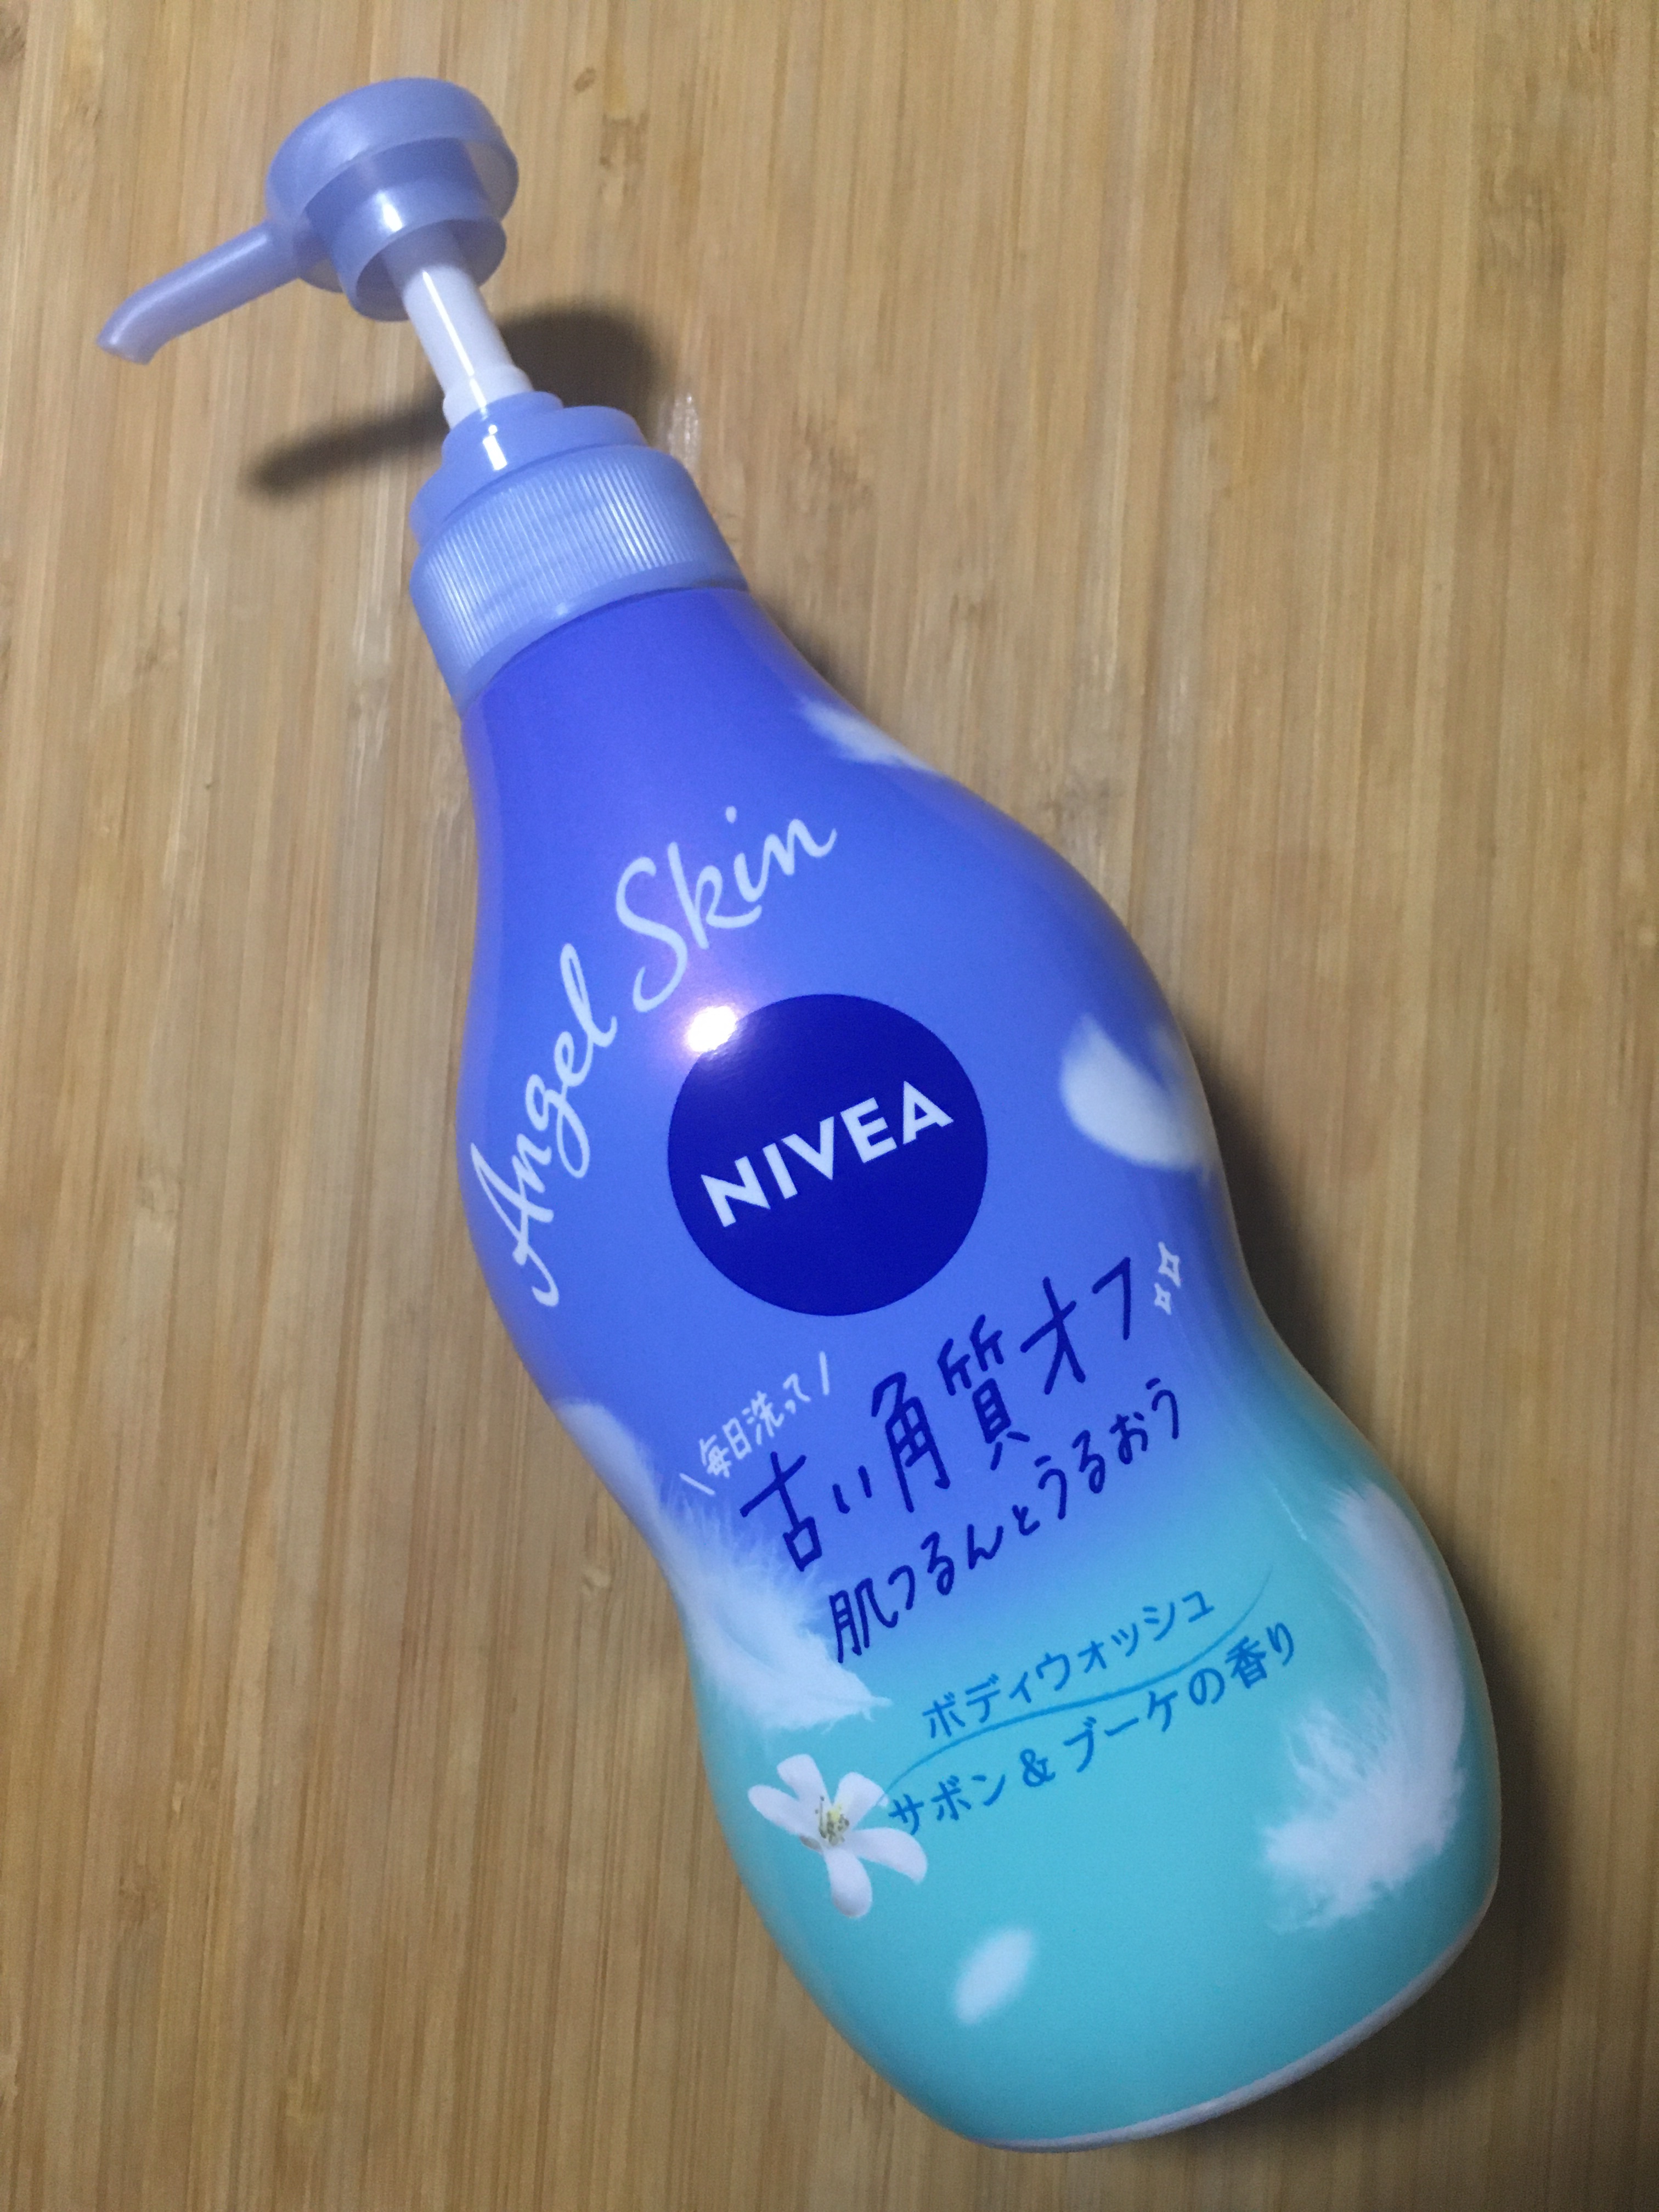 Angel Skin
NIVEA
\ 毎日洗って /
古い角質オフ
肌つるんとうるおう
ボディウォッシュ
サボン & ブーケの香り